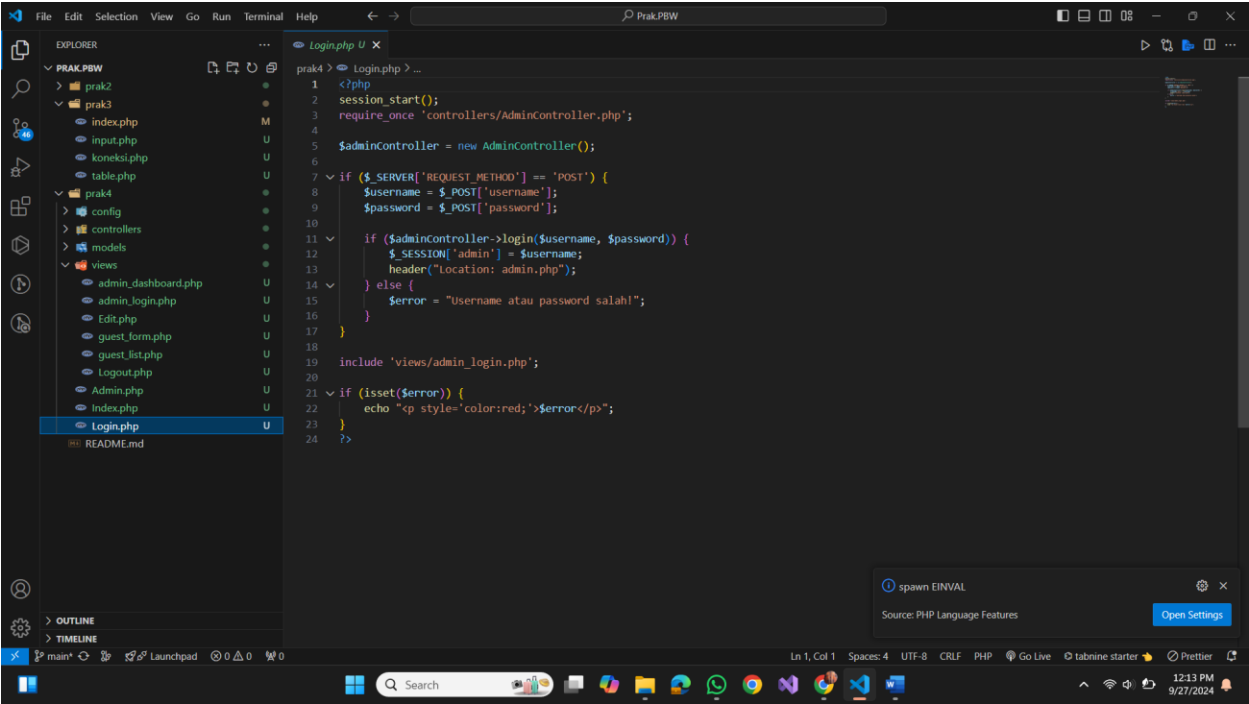 File Edit Selection View Go Run Terminal Help
Prak.PBW
EXPLORER
PRAK.PBW
prak2
prak3
index.php M
input.php U
koneksi.php U
table.php U
prak4
config
controllers
models
views
admin_dashboard.php U
admin_login.php U
Edit.php U
guest_form.php U
guest_list.php U
Logout.php U
Admin.php U
Index.php U
Login.php U
README.md
OUTLINE
TIMELINE
46
Login.php U
prak4 > Login.php > ...
1 <?php
2 session_start();
3 require_once 'controllers/AdminController.php';
4
5 $adminController = new AdminController();
6
7 if ($_SERVER['REQUEST_METHOD'] == 'POST') {
8 $username = $_POST['username'];
9 $password = $_POST['password'];
10
11 if ($adminController->login($username, $password)) {
12 $_SESSION['admin'] = $username;
13 header("Location: admin.php");
14 } else {
15 $error = "Username atau password salah!";
16 }
17 }
18
19 include 'views/admin_login.php';
20
21 if (isset($error)) {
22 echo "<p style='color:red;'>$error</p>";
23 }
24 ?>
spawn EINVAL
Source: PHP Language Features
Open Settings
main* Launchpad 0 0 0
Ln 1, Col 1 Spaces: 4 UTF-8 CRLF PHP Go Live tabnine starter Prettier
Search
12:13 PM
9/27/2024